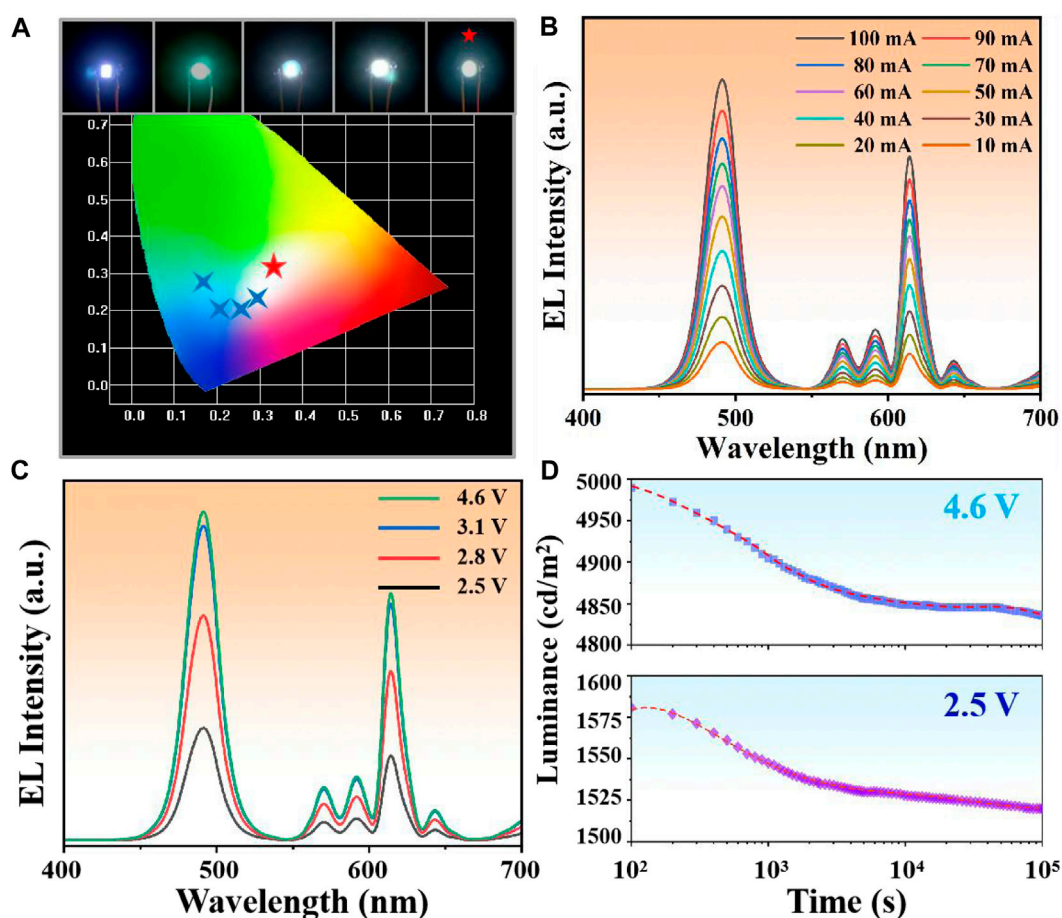 A
0.7
0.6
0.5
0.4
0.3
0.2
0.1
0.0
0.0 0.1 0.2 0.3 0.4 0.5 0.6 0.7 0.8
B
EL Intensity (a.u.)
100 mA 90 mA
80 mA 70 mA
60 mA 50 mA
40 mA 30 mA
20 mA 10 mA
400 500 600 700
Wavelength (nm)
C
EL Intensity (a.u.)
4.6 V
3.1 V
2.8 V
2.5 V
400 500 600 700
Wavelength (nm)
D
Luminance (cd/m²)
5000
4950
4900
4850
4800
4.6 V
1600
1575
1550
1525
1500
2.5 V
10² 10³ 10⁴ 10⁵
Time (s)